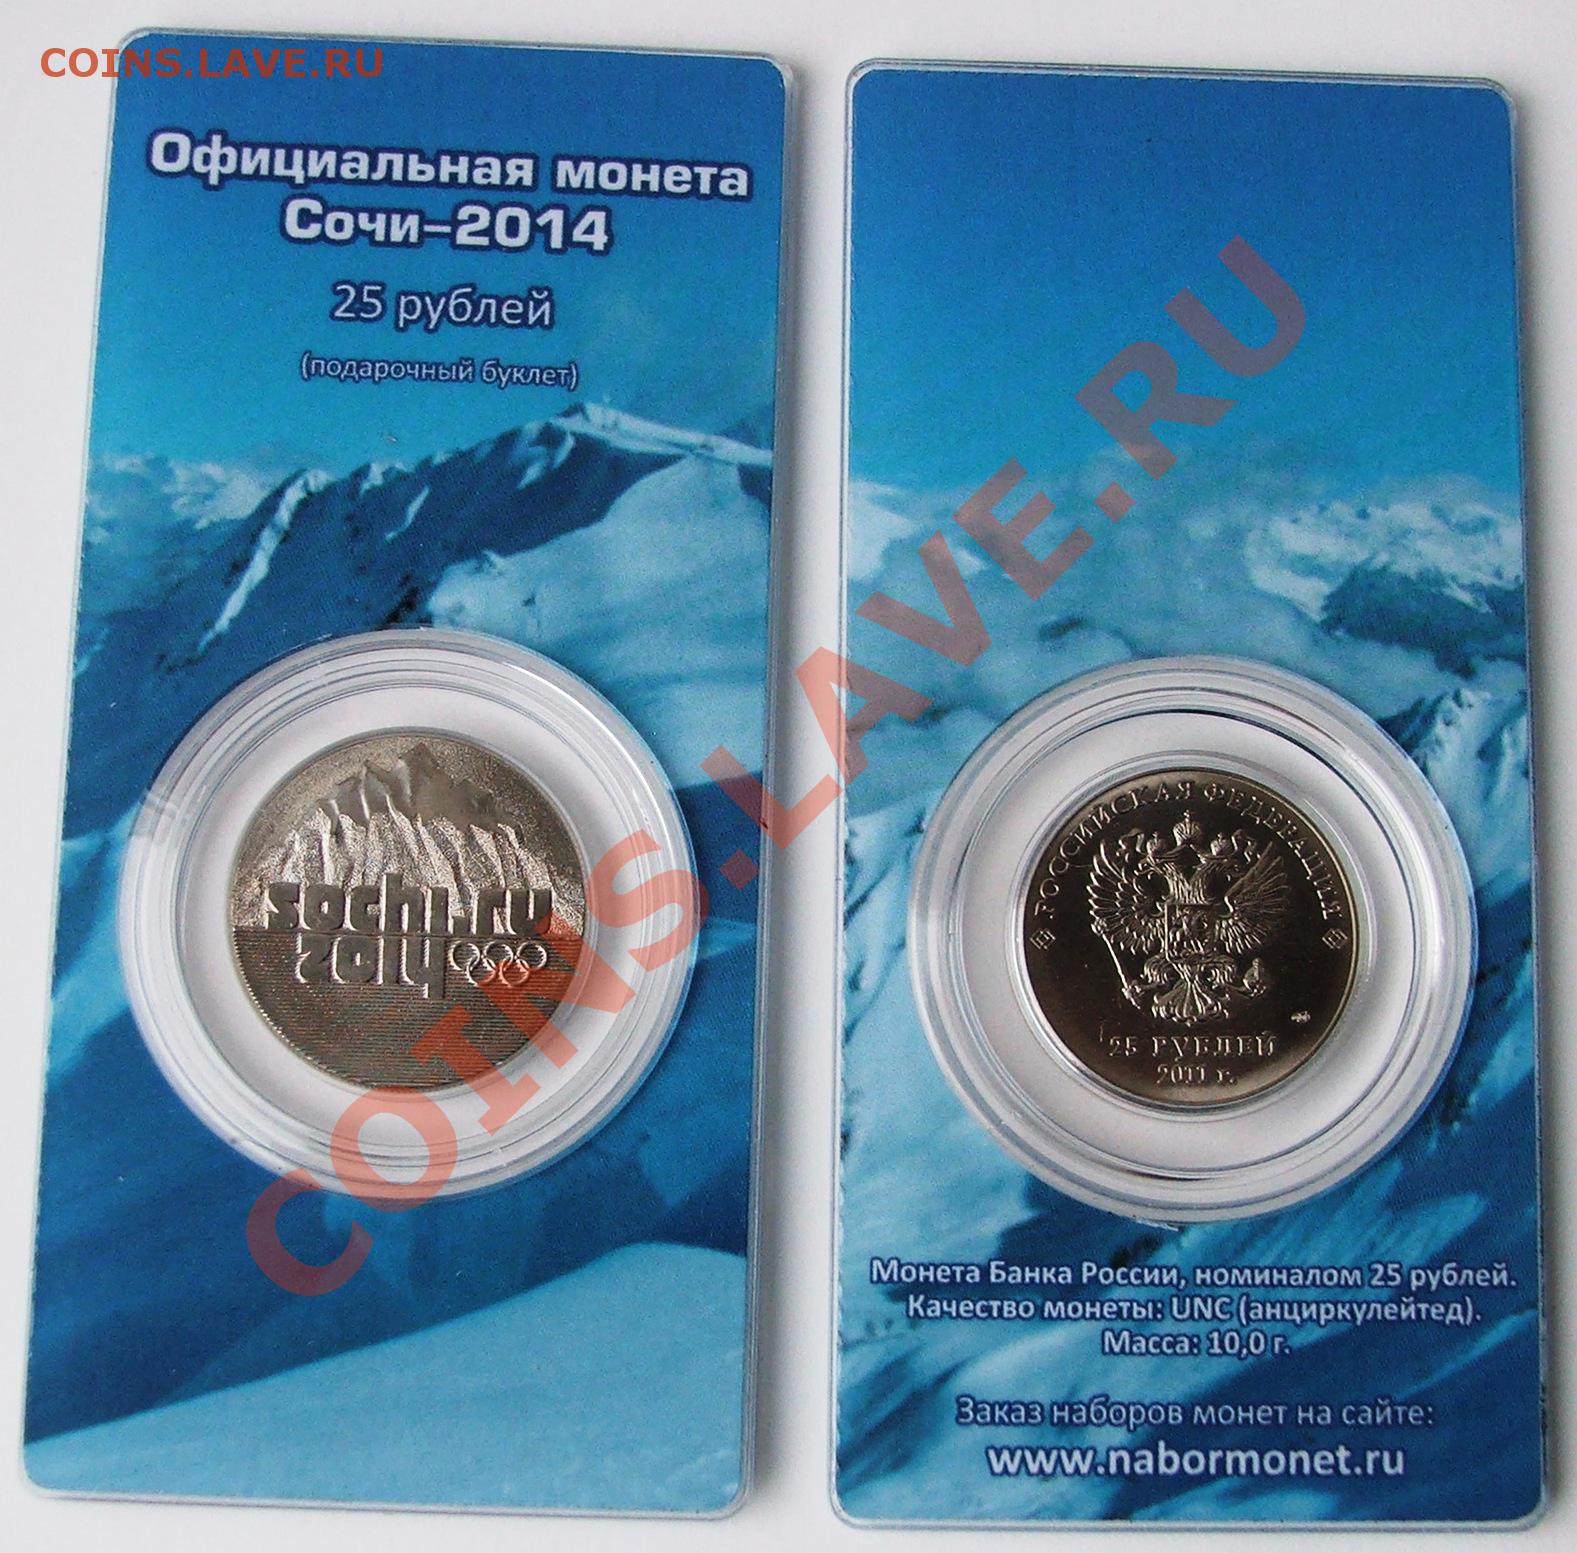 COINS.LAVE.RU
Официальная монета
Сочи–2014
25 рублей
(подарочный буклет)
sochi.ru
2014
РОССИЙСКАЯ ФЕДЕРАЦИЯ
25 РУБЛЕЙ
2011 г.
Монета Банка России, номиналом 25 рублей.
Качество монеты: UNC (анциркулейтед).
Масса: 10,0 г.
Заказ наборов монет на сайте:
www.nabormonet.ru
COINS.LAVE.RU